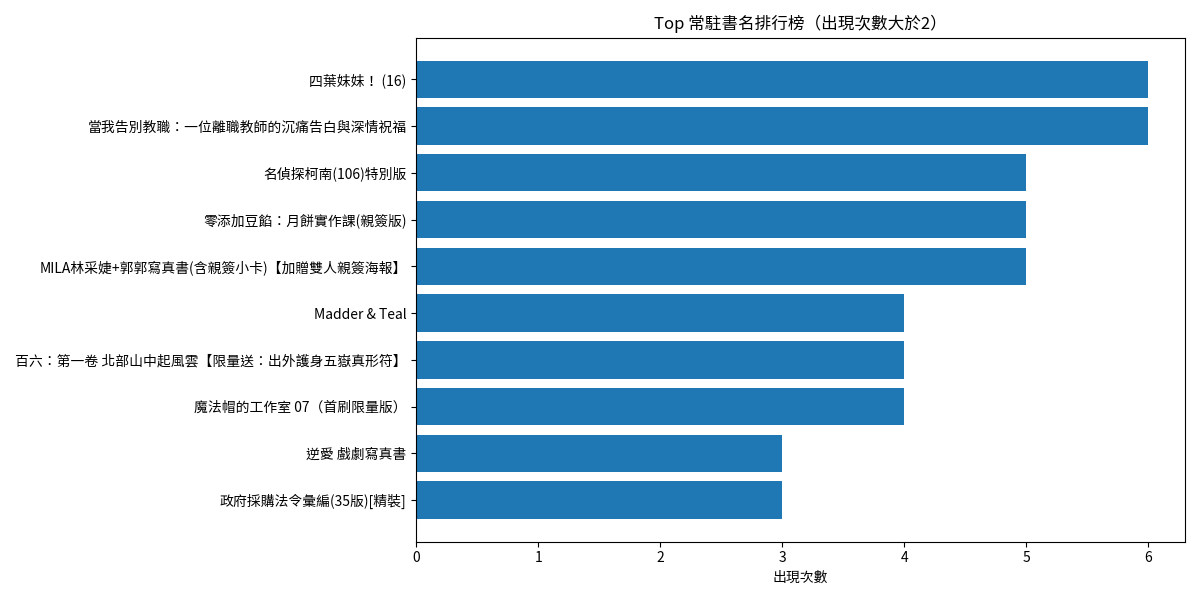 Top 常駐書名排行榜（出現次數大於2）
四葉妹妹！ (16)
當我告別教職：一位離職教師的沉痛告白與深情祝福
名偵探柯南(106)特別版
零添加豆餡：月餅實作課(親簽版)
MILA林采婕+郭郭寫真書(含親簽小卡)【加贈雙人親簽海報】
Madder & Teal
百六：第一卷 北部山中起風雲【限量送：出外護身五嶽真形符】
魔法帽的工作室 07（首刷限量版）
逆愛 戲劇寫真書
政府採購法令彙編(35版)[精裝]
0 1 2 3 4 5 6
出現次數